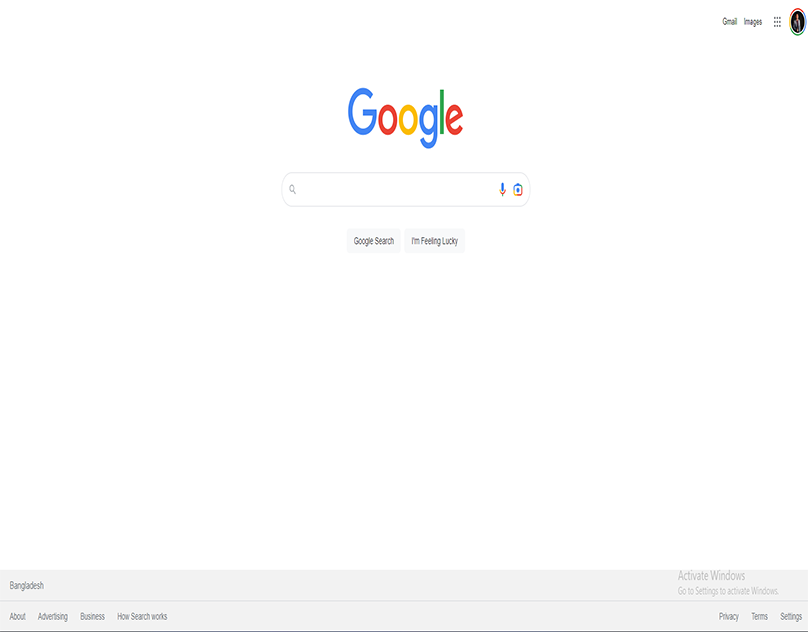 Gmail Images
Google
Google Search I'm Feeling Lucky
Activate Windows
Go to Settings to activate Windows.
Bangladesh
About Advertising Business How Search works Privacy Terms Settings